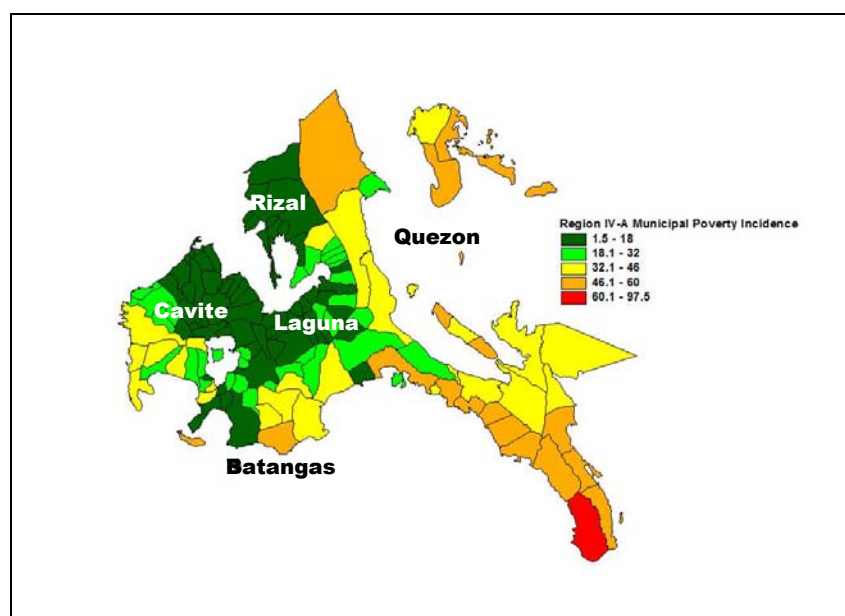 Rizal
Quezon
Region IV-A Municipal Poverty Incidence
1.5 - 18
18.1 - 32
32.1 - 46
46.1 - 60
60.1 - 97.5
Cavite
Laguna
Batangas